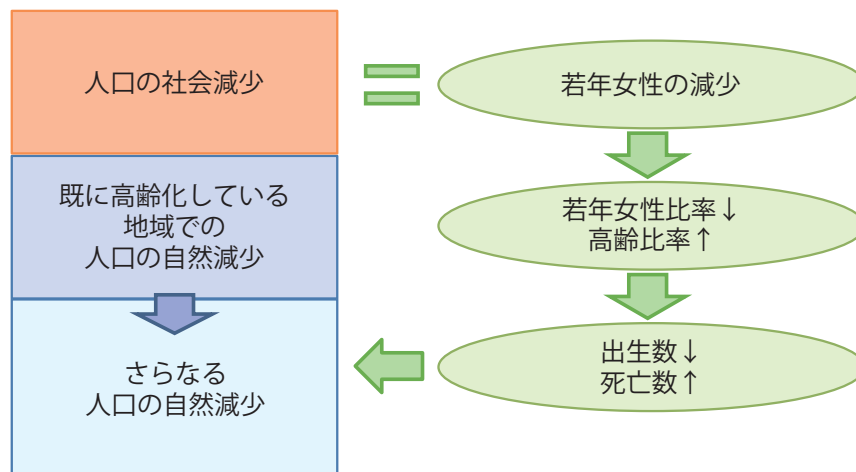 人口の社会減少
若年女性の減少
既に高齢化している
地域での
人口の自然減少
若年女性比率↓
高齢比率↑
さらなる
人口の自然減少
出生数↓
死亡数↑